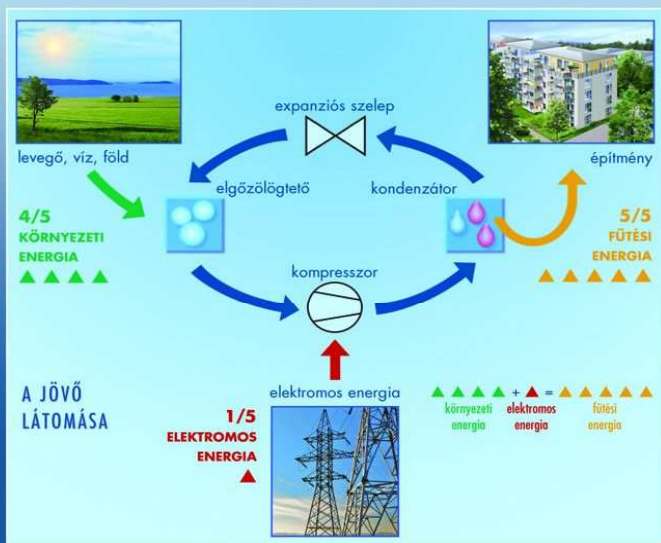 expanziós szelep
levegő, víz, föld
építmény
elgőzölögtető
kondenzátor
4/5
KÖRNYEZETI
ENERGIA
5/5
FŰTÉSI
ENERGIA
kompresszor
A JÖVŐ
LÁTOMÁSA
elektromos energia
1/5
ELEKTROMOS
ENERGIA
+ =
környezeti
energia
elektromos
energia
fűtési
energia